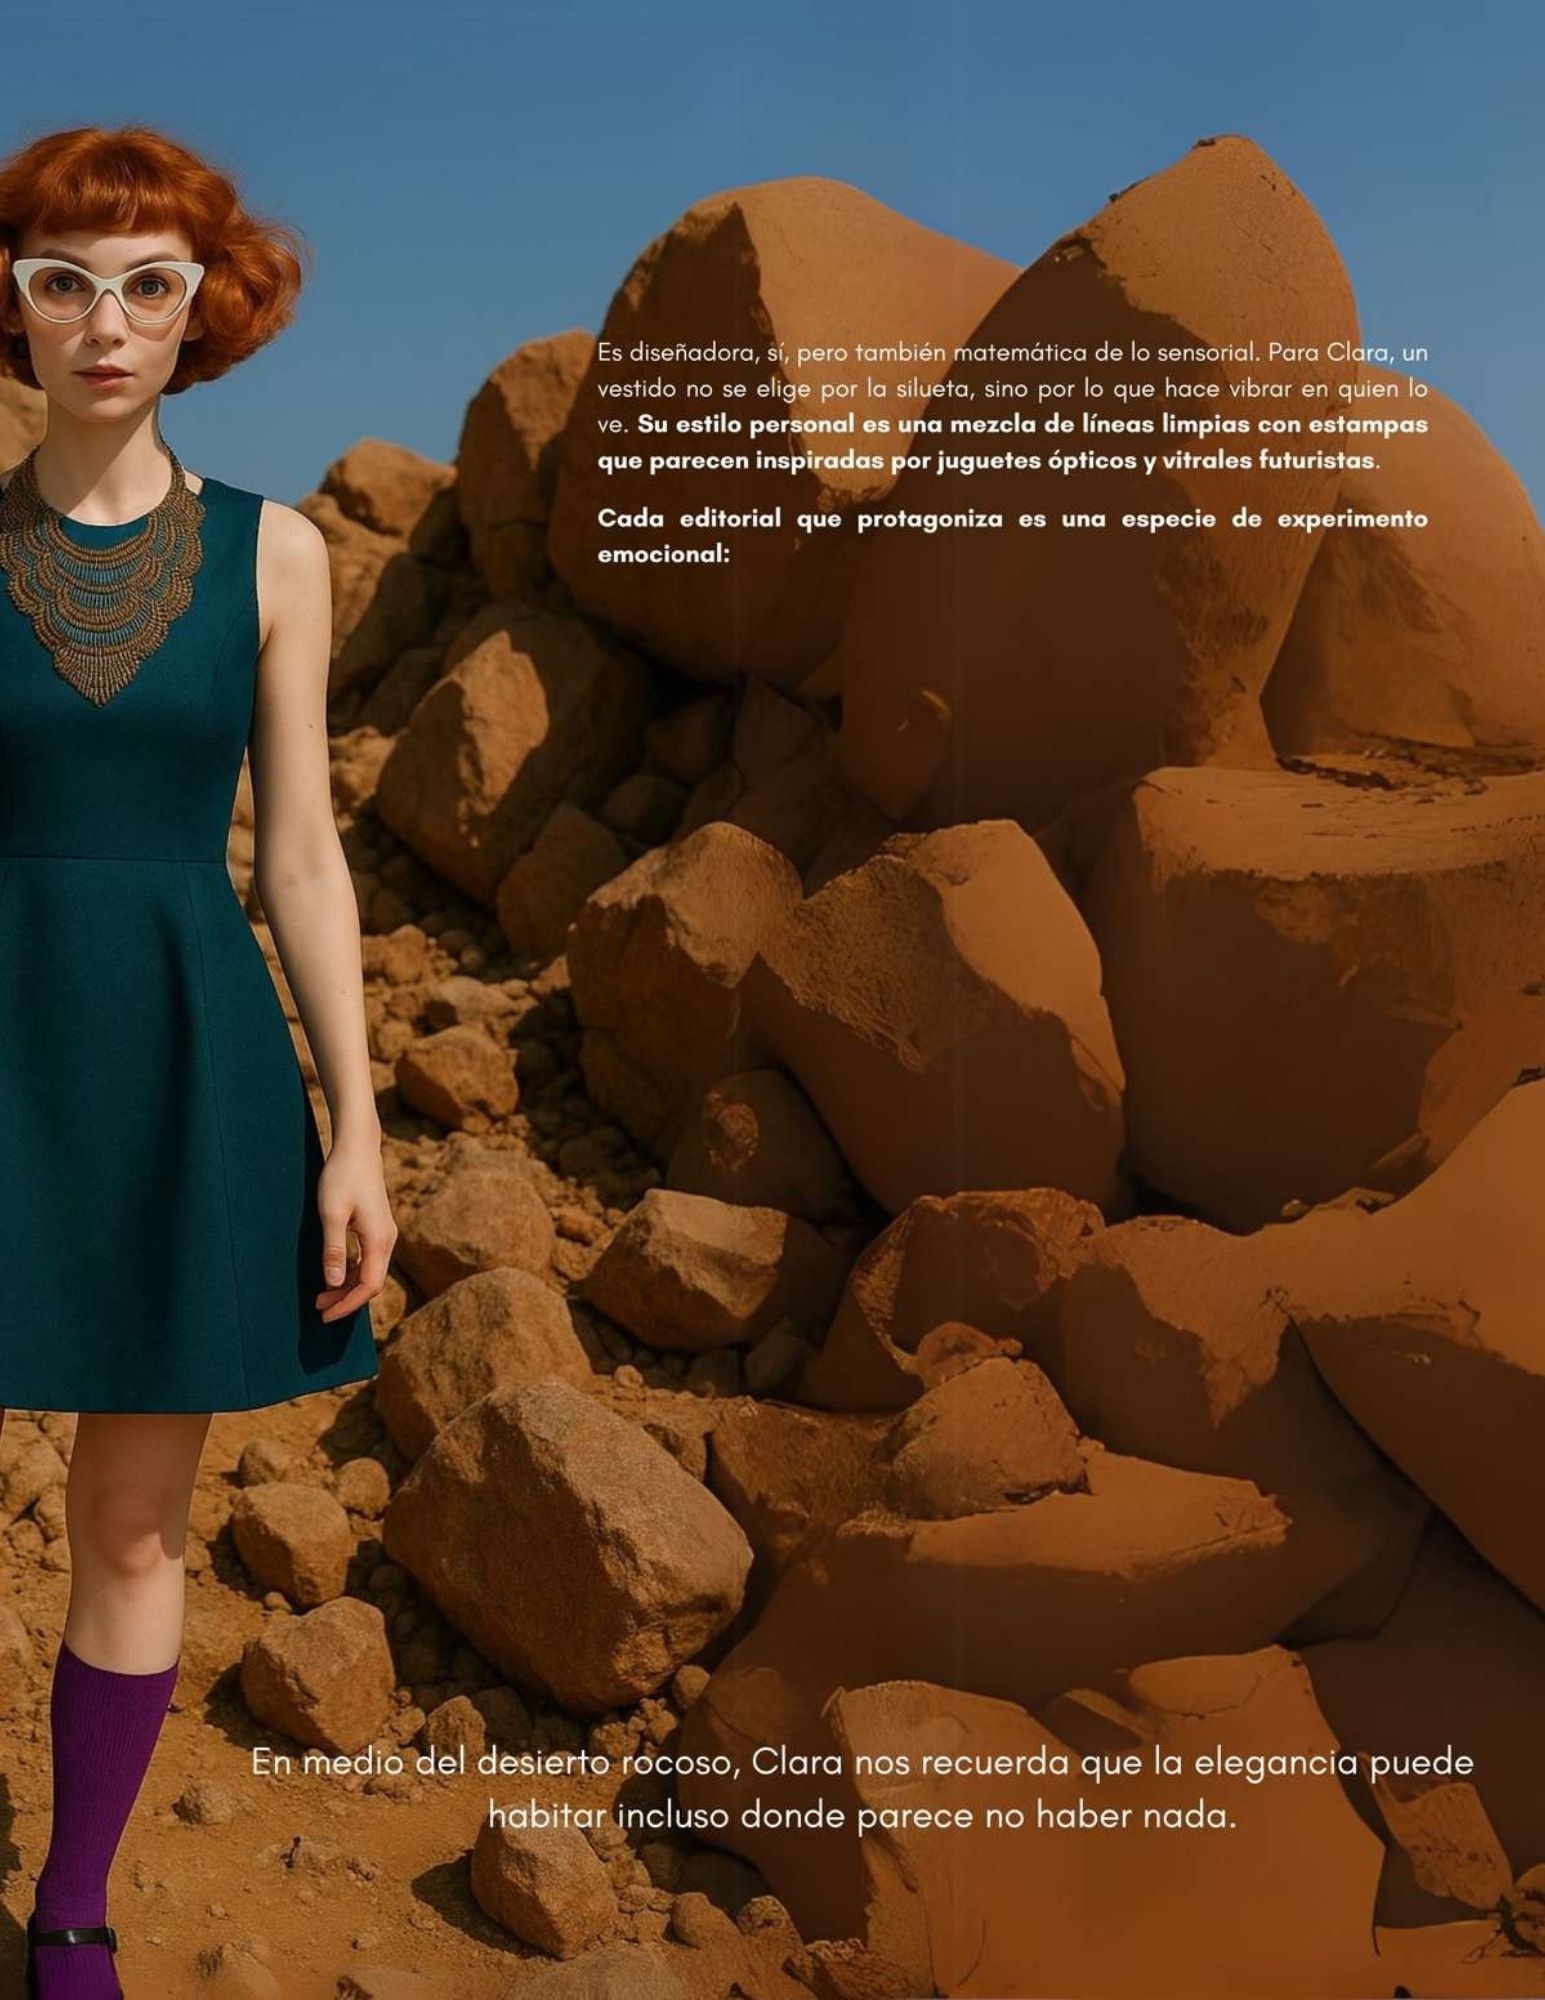 Es diseñadora, sí, pero también matemática de lo sensorial. Para Clara, un
vestido no se elige por la silueta, sino por lo que hace vibrar en quien lo
ve. Su estilo personal es una mezcla de líneas limpias con estampas
que parecen inspiradas por juguetes ópticos y vitrales futuristas.
Cada editorial que protagoniza es una especie de experimento
emocional:
En medio del desierto rocoso, Clara nos recuerda que la elegancia puede
habitar incluso donde parece no haber nada.